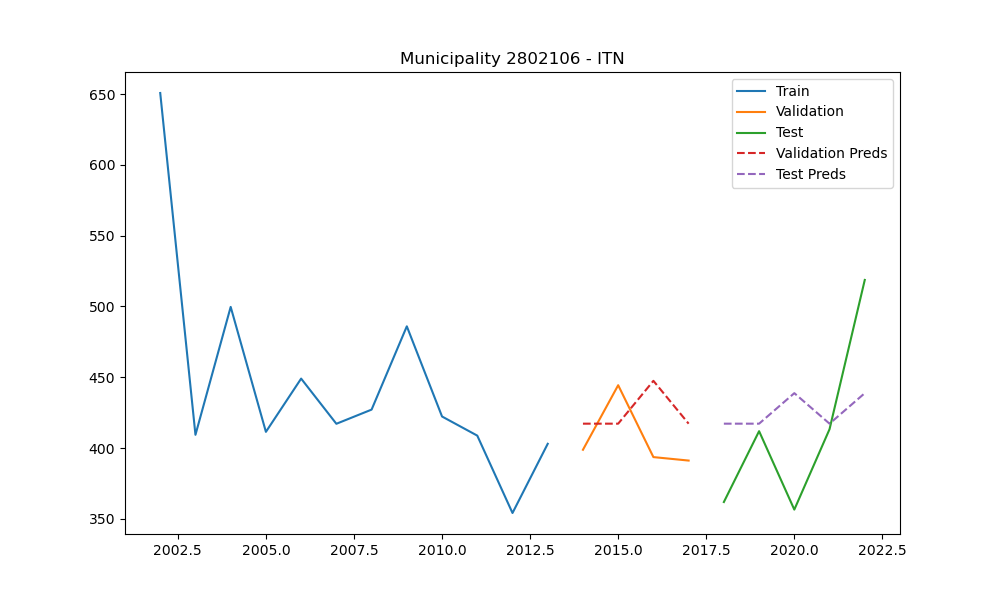 Municipality 2802106 - ITN
Train
Validation
Test
Validation Preds
Test Preds
650
600
550
500
450
400
350
2002.5 2005.0 2007.5 2010.0 2012.5 2015.0 2017.5 2020.0 2022.5